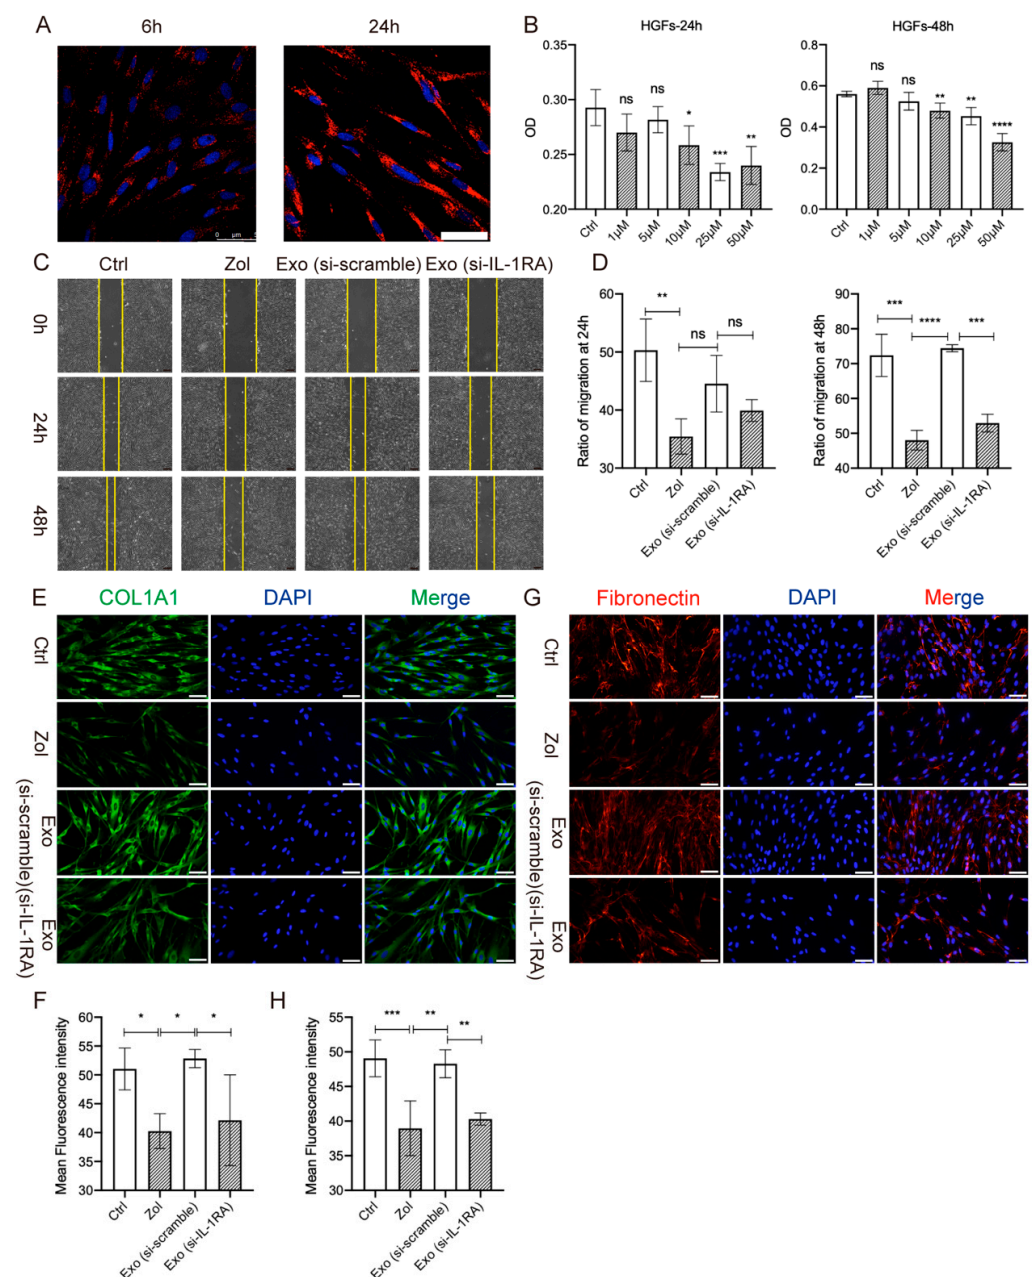 A
6h
24h
0 µm
B
HGFs-24h
OD
0.35
0.30
0.25
0.20
ns
ns
*
***
**
Ctrl
1µM
5µM
10µM
25µM
50µM
HGFs-48h
OD
0.8
0.6
0.4
0.2
0.0
ns
ns
**
**
****
Ctrl
1µM
5µM
10µM
25µM
50µM
C
Ctrl
Zol
Exo (si-scramble)
Exo (si-IL-1RA)
0h
24h
48h
D
Ratio of migration at 24h
60
50
40
30
**
ns
ns
Ctrl
Zol
Exo (si-scramble)
Exo (si-IL-1RA)
Ratio of migration at 48h
90
80
70
60
50
40
***
****
***
Ctrl
Zol
Exo (si-scramble)
Exo (si-IL-1RA)
E
COL1A1
DAPI
Merge
Ctrl
Zol
Exo
(si-scramble)
Exo
(si-IL-1RA)
G
Fibronectin
DAPI
Merge
Ctrl
Zol
Exo
(si-scramble)
Exo
(si-IL-1RA)
F
Mean Fluorescence intensity
60
55
50
45
40
35
30
*
*
*
Ctrl
Zol
Exo (si-scramble)
Exo (si-IL-1RA)
H
Mean Fluorescence intensity
55
50
45
40
35
30
***
**
**
Ctrl
Zol
Exo (si-scramble)
Exo (si-IL-1RA)